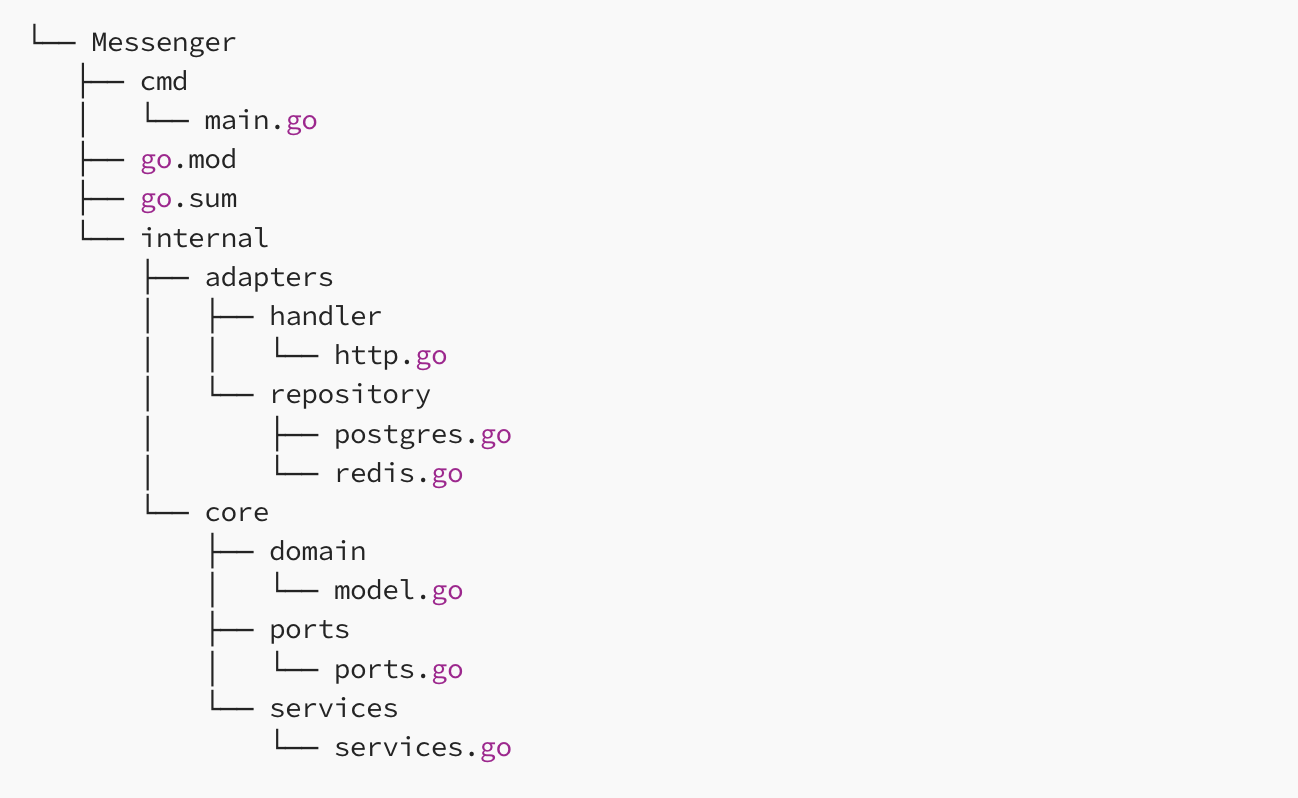 └── Messenger
   ├── cmd
   │   └── main.go
   ├── go.mod
   ├── go.sum
   └── internal
       ├── adapters
       │   ├── handler
       │   │   └── http.go
       │   └── repository
       │       ├── postgres.go
       │       └── redis.go
       └── core
           ├── domain
           │   └── model.go
           ├── ports
           │   └── ports.go
           └── services
               └── services.go